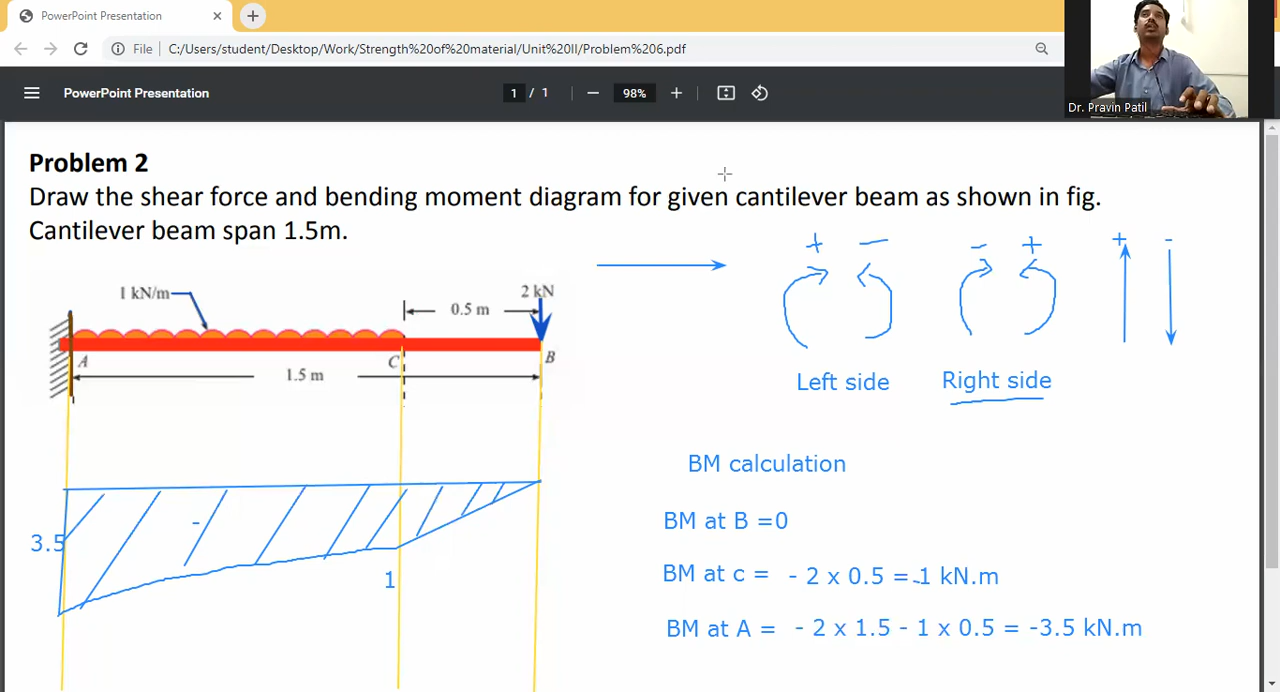 PowerPoint Presentation
File C:/Users/student/Desktop/Work/Strength%20of%20material/Unit%20II/Problem%206.pdf
PowerPoint Presentation
1 / 1
98%
Dr. Pravin Patil
Problem 2
Draw the shear force and bending moment diagram for given cantilever beam as shown in fig.
Cantilever beam span 1.5m.
+ − - + + -
1 kN/m
2 kN
0.5 m
A C B
1.5 m
Left side
Right side
BM calculation
-
3.5
1
BM at B =0
BM at c = - 2 x 0.5 = -1 kN.m
BM at A = - 2 x 1.5 - 1 x 0.5 = -3.5 kN.m